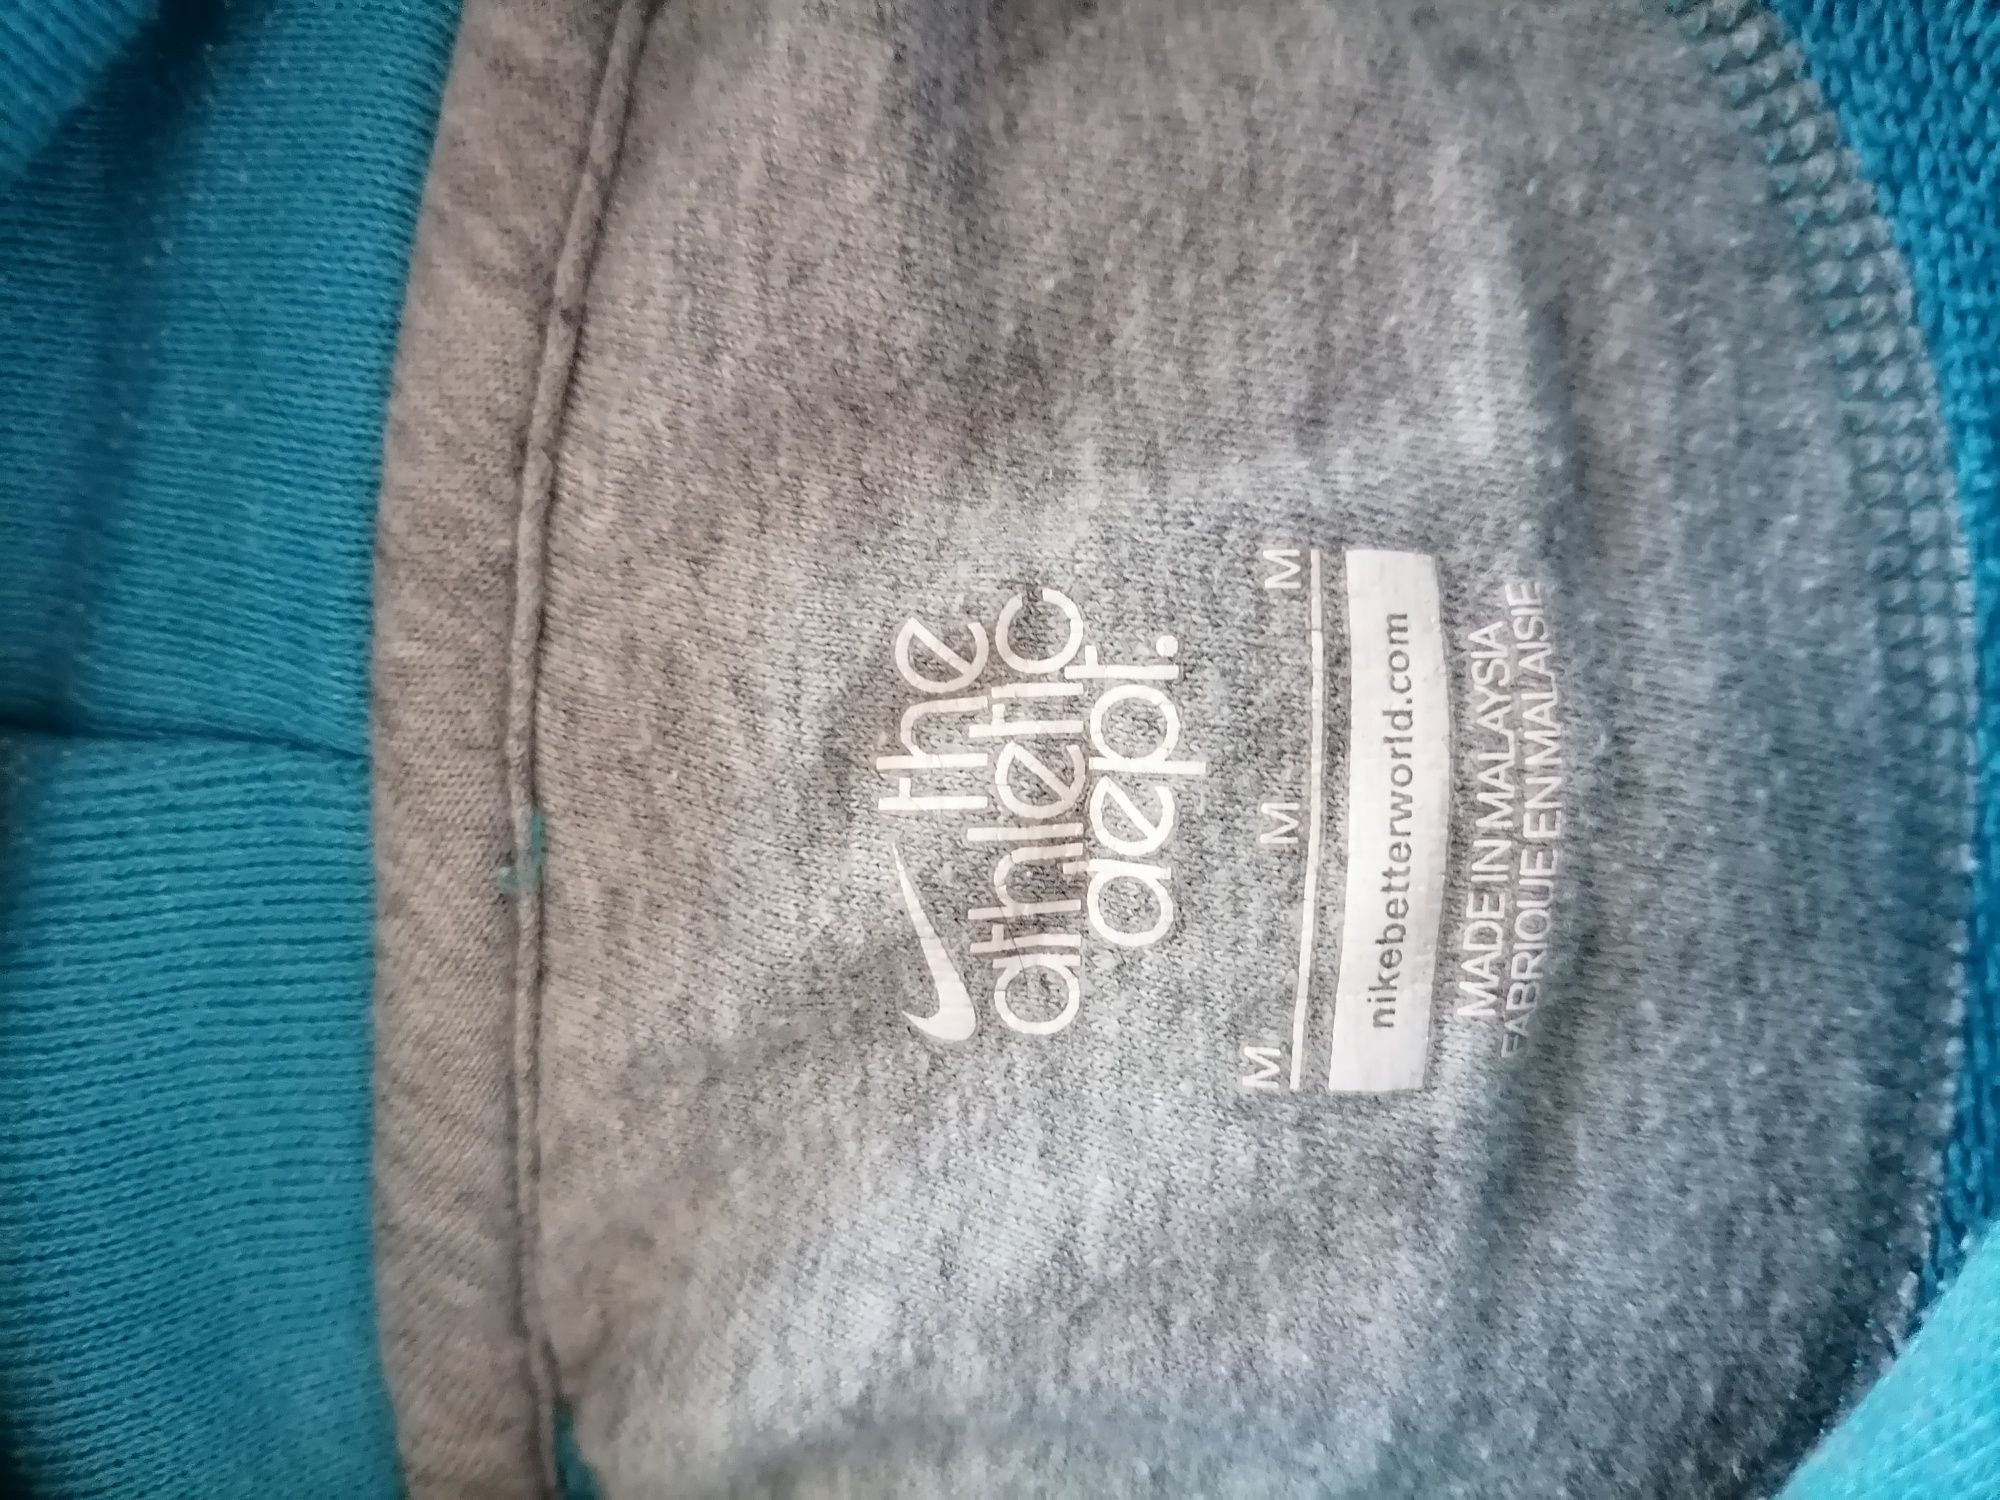 the
athletic
dept.
M M M
nikebetterworld.com
MADE IN MALAYSIA
FABRIQUE EN MALAISIE